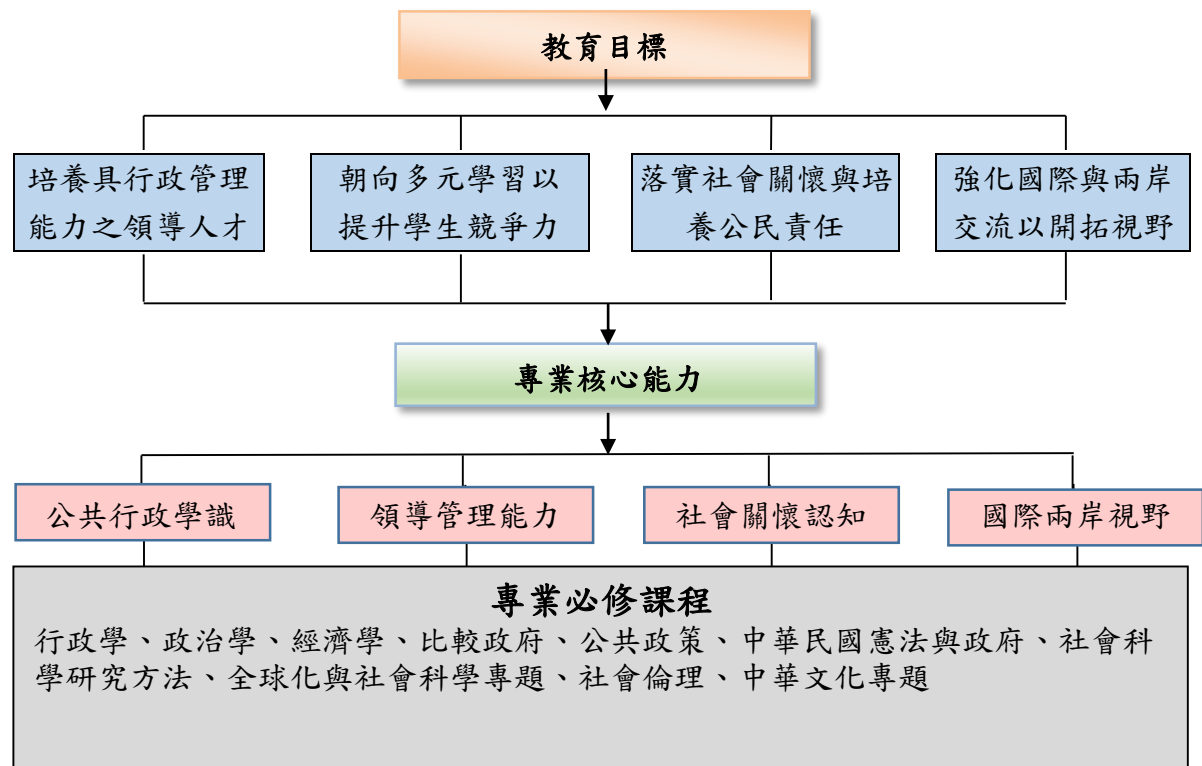 教育目標
培養具行政管理
能力之領導人才
朝向多元學習以
提升學生競爭力
落實社會關懷與培
養公民責任
強化國際與兩岸
交流以開拓視野
專業核心能力
公共行政學識
領導管理能力
社會關懷認知
國際兩岸視野
專業必修課程
行政學、政治學、經濟學、比較政府、公共政策、中華民國憲法與政府、社會科
學研究方法、全球化與社會科學專題、社會倫理、中華文化專題